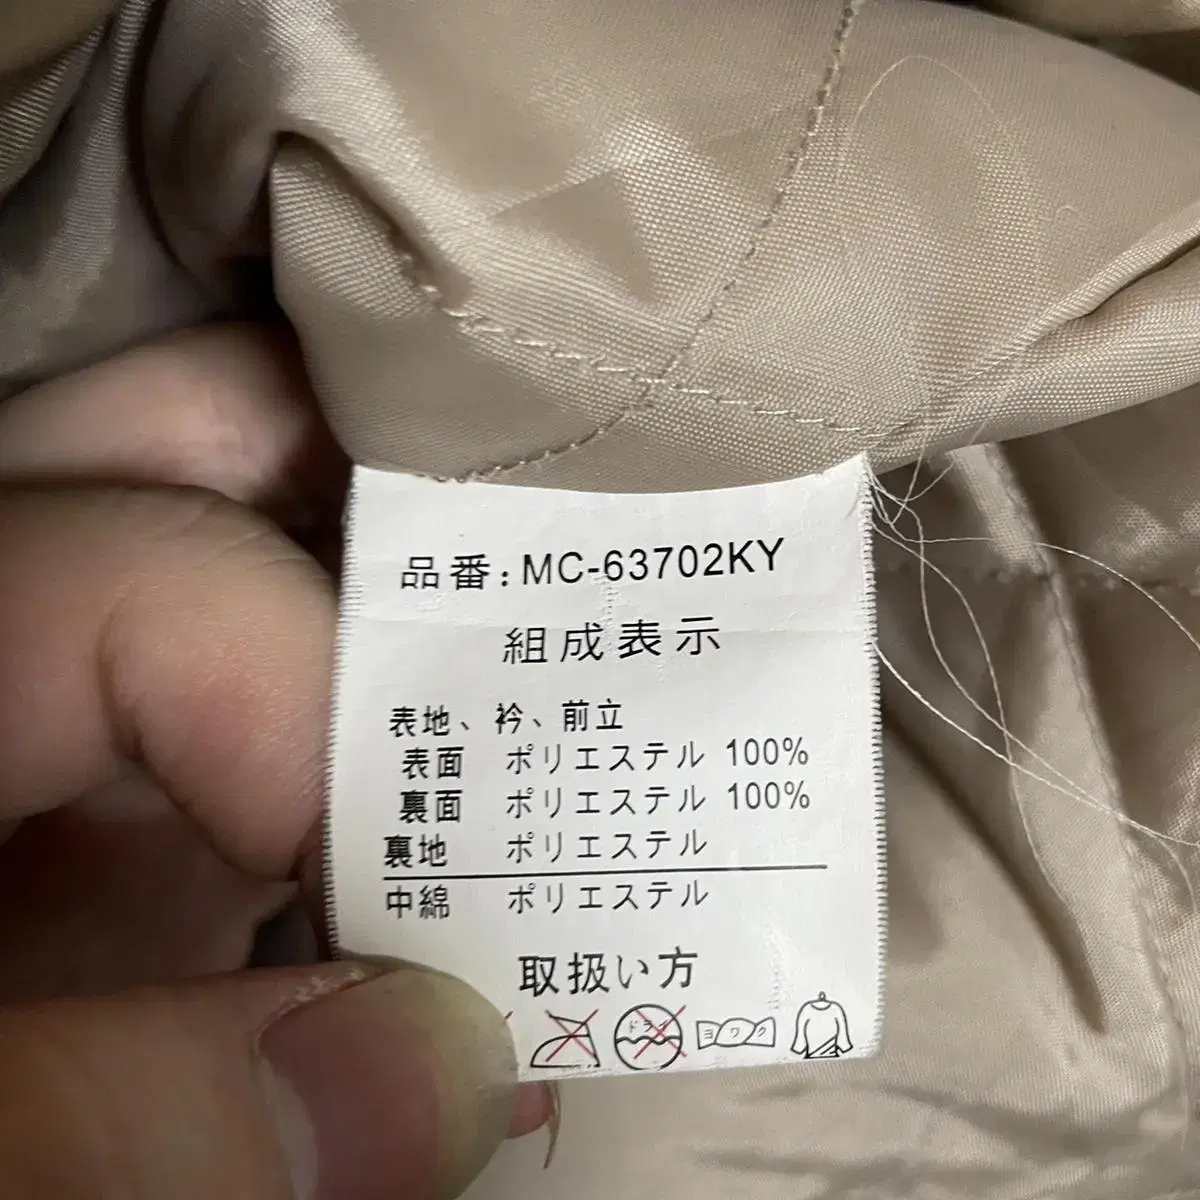 品番:MC-63702KY
組成表示
表地、衿、前立
表面 ポリエステル 100%
裏面 ポリエステル 100%
裏地 ポリエステル
中綿 ポリエステル
取扱い方
ドライ ヨワク